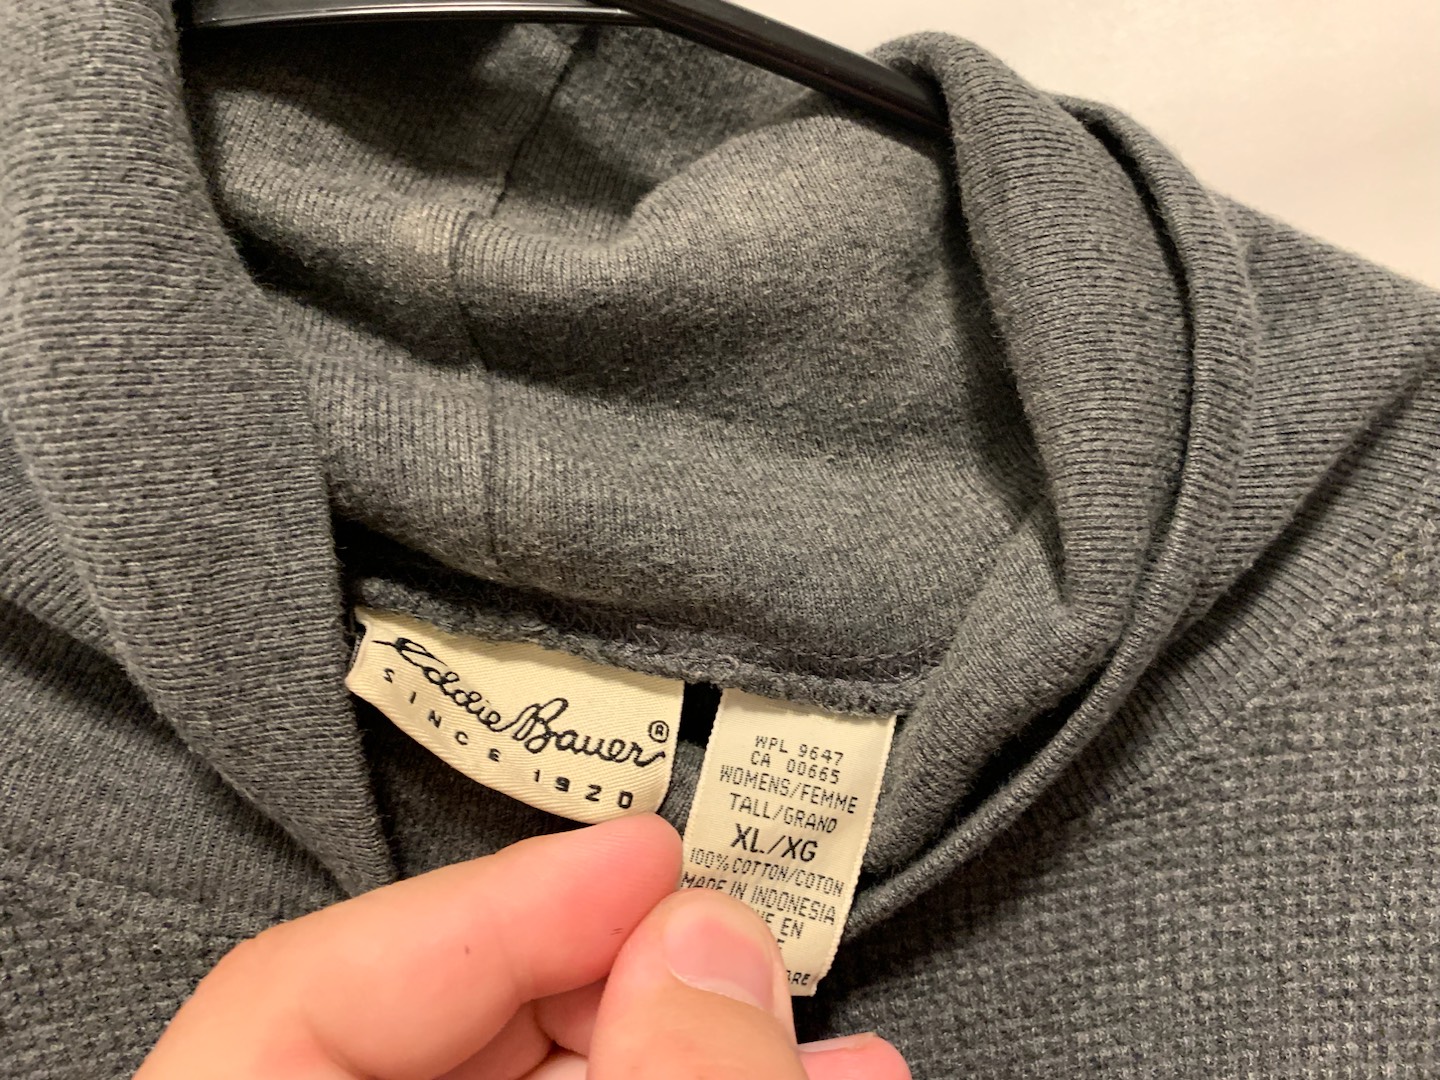 Eddie Bauer®
SINCE 1920
WPL 9647
CA 00665
WOMENS/FEMME
TALL/GRAND
XL/XG
100% COTTON/COTON
MADE IN INDONESIA
EN